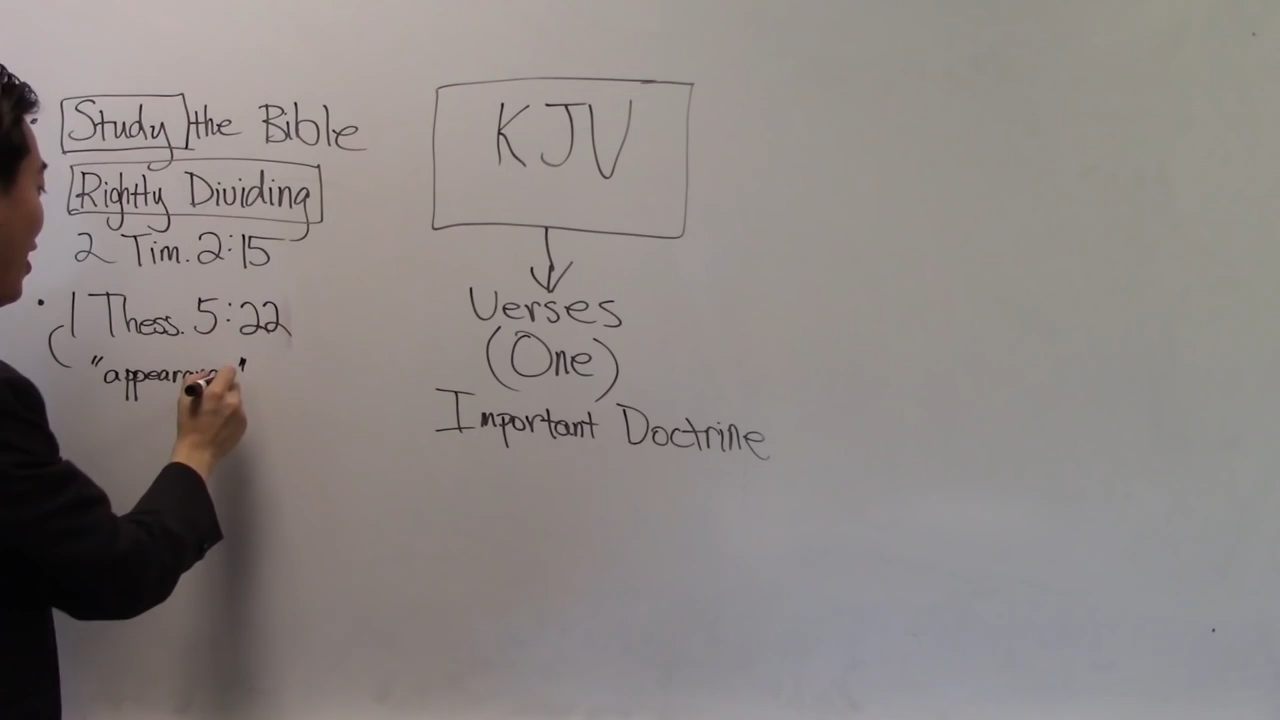 Study the Bible
Rightly Dividing
2 Tim. 2:15
1 Thess. 5:22
KJV
Verses
(One)
Important Doctrine